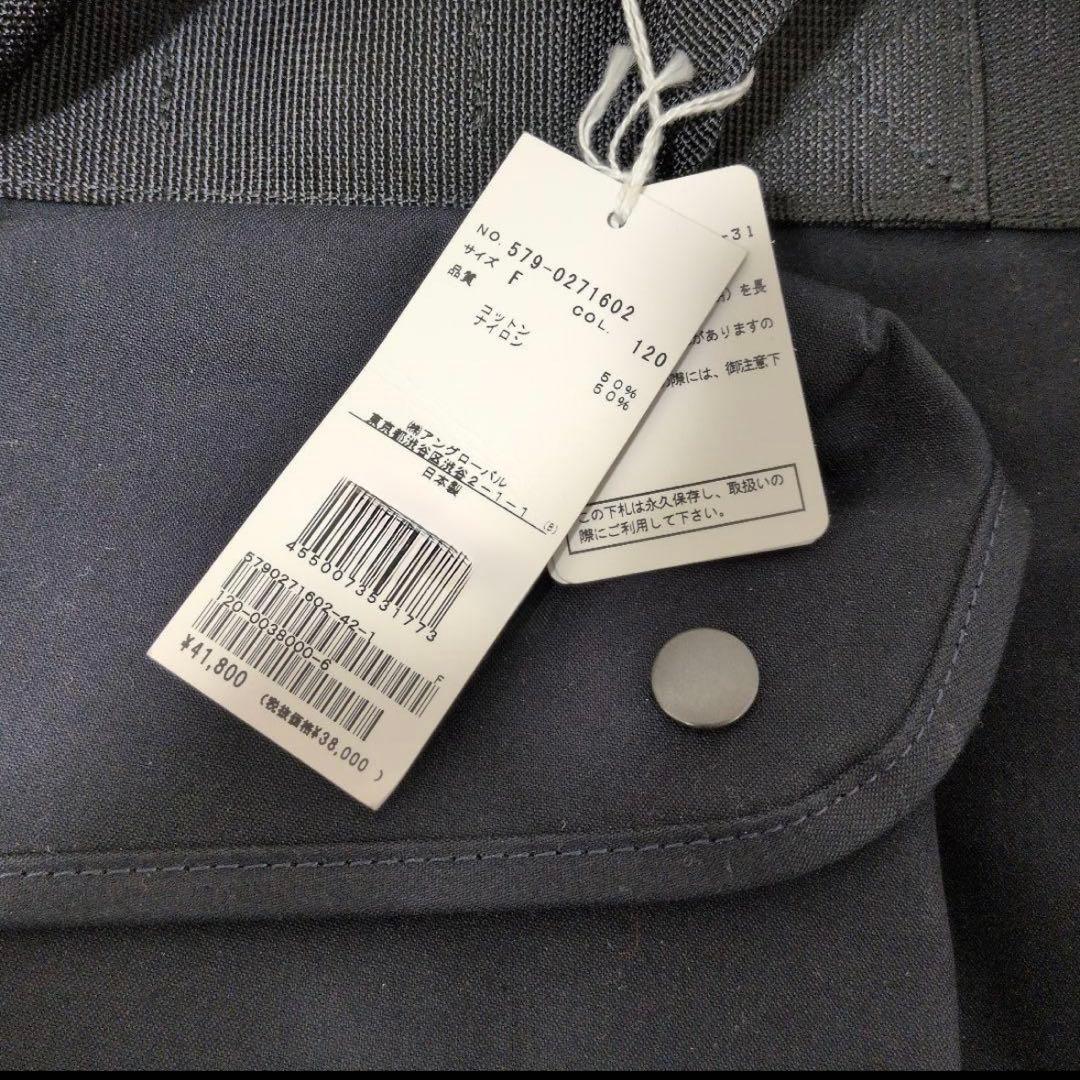 NO. 579-0271602
サイズ F COL. 120
品質
コットン 50%
ナイロン 50%
㈱アングローバル
東京都渋谷区渋谷2-1-1
日本製 (B)
4550073531773
5790271602-42-1
120-0038000-6 F
¥41,800 (税抜価格¥38,000)
-31
を長
がありますの
際には、御注意下
この下札は永久保存し、取扱いの
際にご利用して下さい。